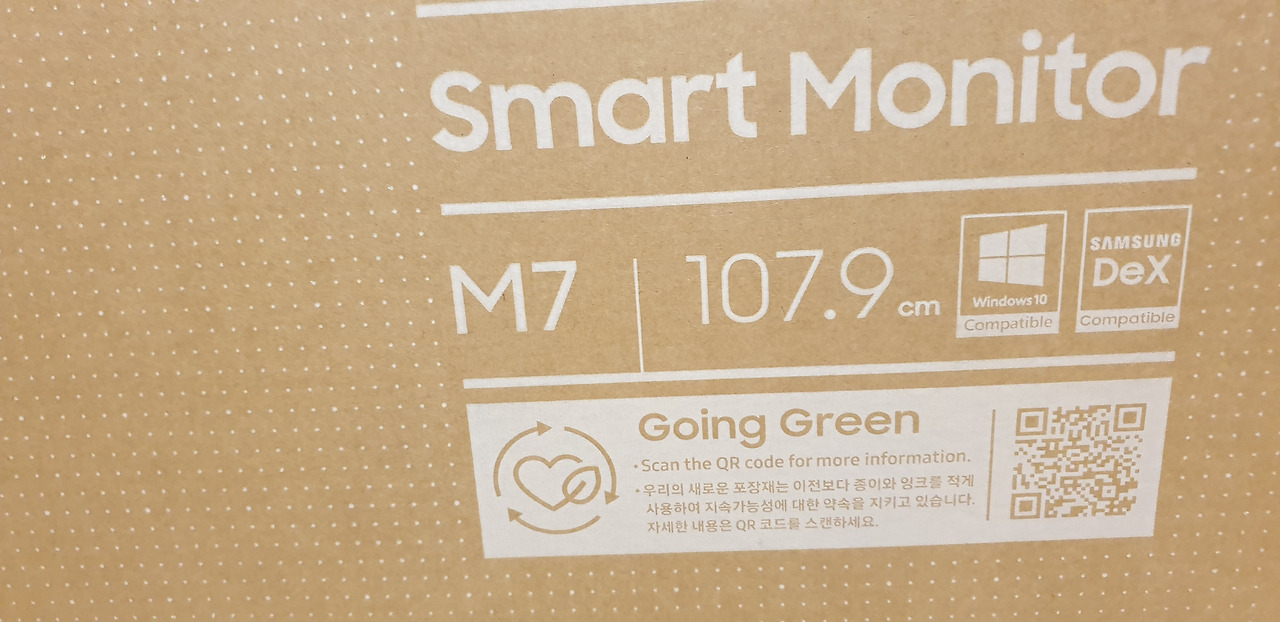 Smart Monitor
M7
107.9 cm
Windows 10
Compatible
SAMSUNG
DeX
Compatible
Going Green
•Scan the QR code for more information.
•우리의 새로운 포장재는 이전보다 종이와 잉크를 적게
사용하여 지속가능성에 대한 약속을 지키고 있습니다.
자세한 내용은 QR 코드를 스캔하세요.